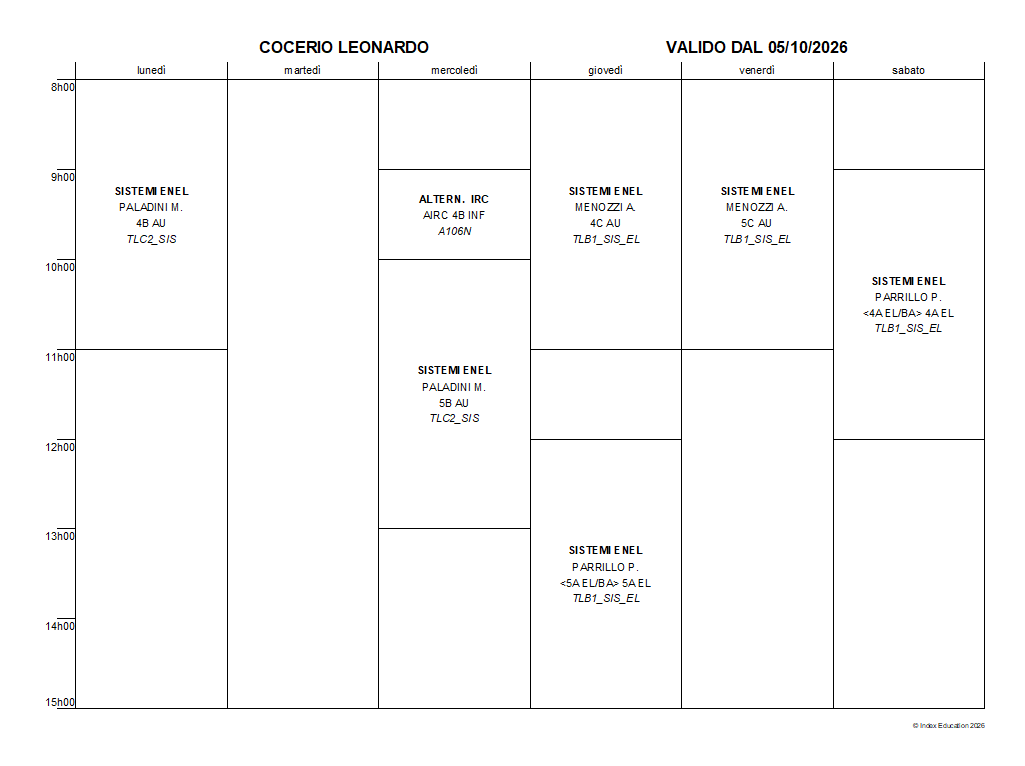 COCERIO LEONARDO VALIDO DAL 05/10/2026
lunedì martedì mercoledì giovedì venerdì sabato
8h00
9h00
SISTEMI ENEL
PALADINI M.
4B AU
TLC2_SIS
ALTERN. IRC
AIRC 4B INF
A106N
SISTEMI ENEL
MENOZZI A.
4C AU
TLB1_SIS_EL
SISTEMI ENEL
MENOZZI A.
5C AU
TLB1_SIS_EL
10h00
SISTEMI ENEL
PARRILLO P.
<4A EL/BA> 4A EL
TLB1_SIS_EL
11h00
SISTEMI ENEL
PALADINI M.
5B AU
TLC2_SIS
12h00
13h00
SISTEMI ENEL
PARRILLO P.
<5A EL/BA> 5A EL
TLB1_SIS_EL
14h00
15h00
© Index Education 2026